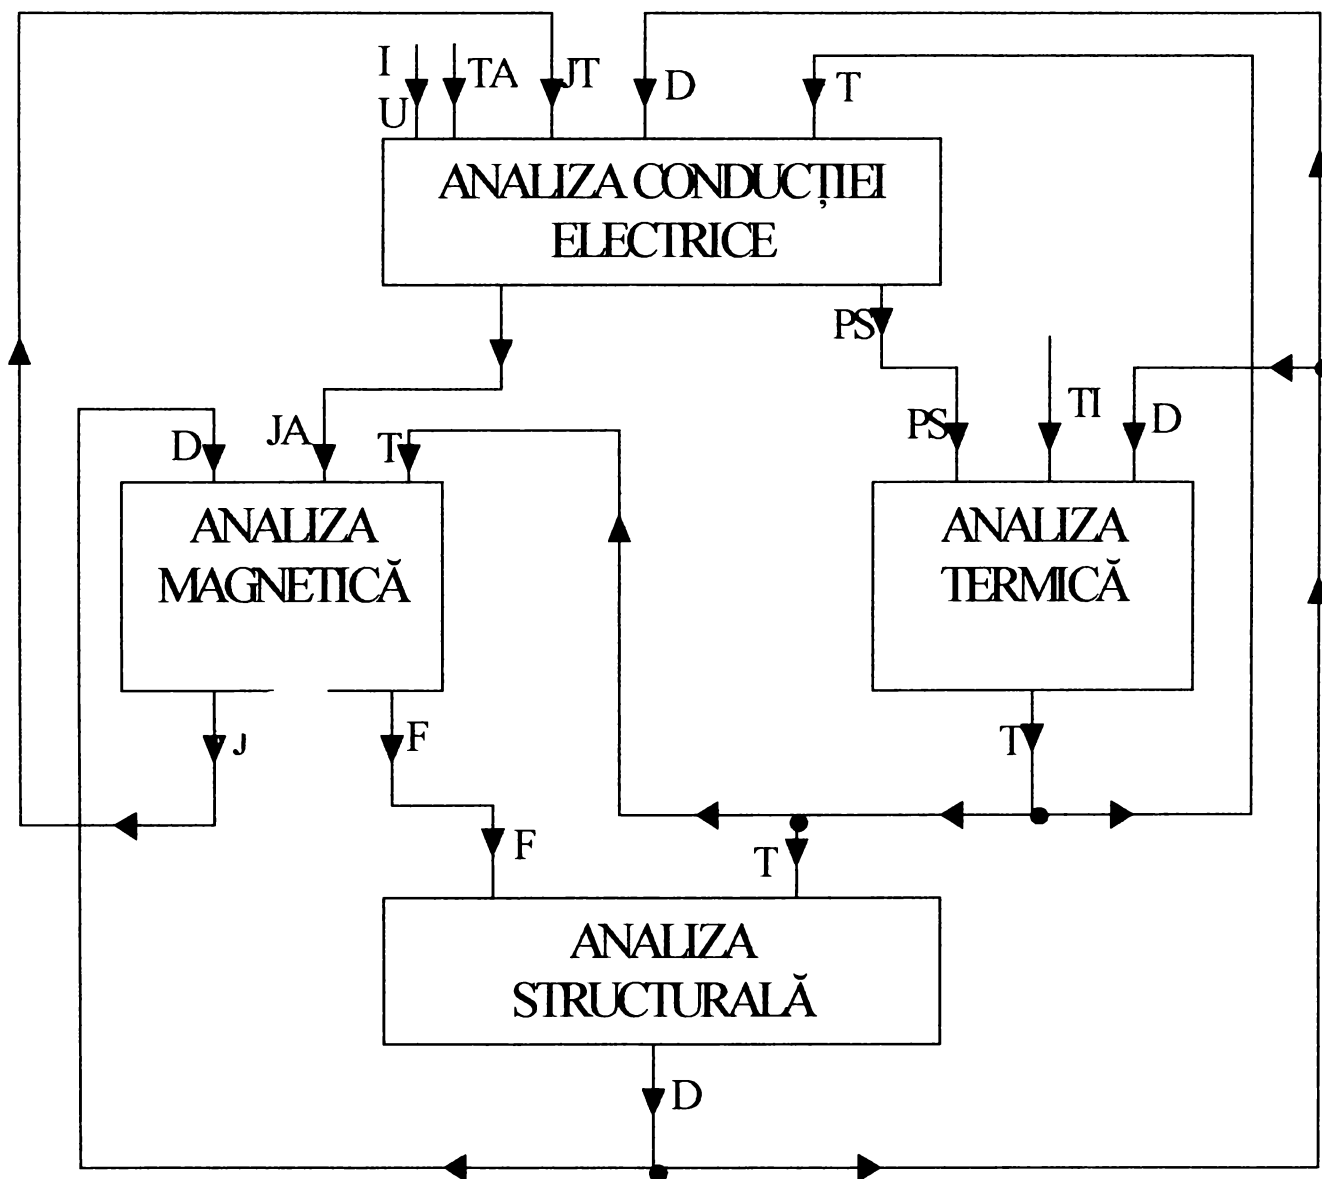 I
U
TA
JT
D
T
ANALIZA CONDUCȚIEI
ELECTRICE
PS
D
JA
T
PS
TI
D
ANALIZA
MAGNETICĂ
ANALIZA
TERMICĂ
J
F
T
F
T
ANALIZA
STRUCTURALĂ
D